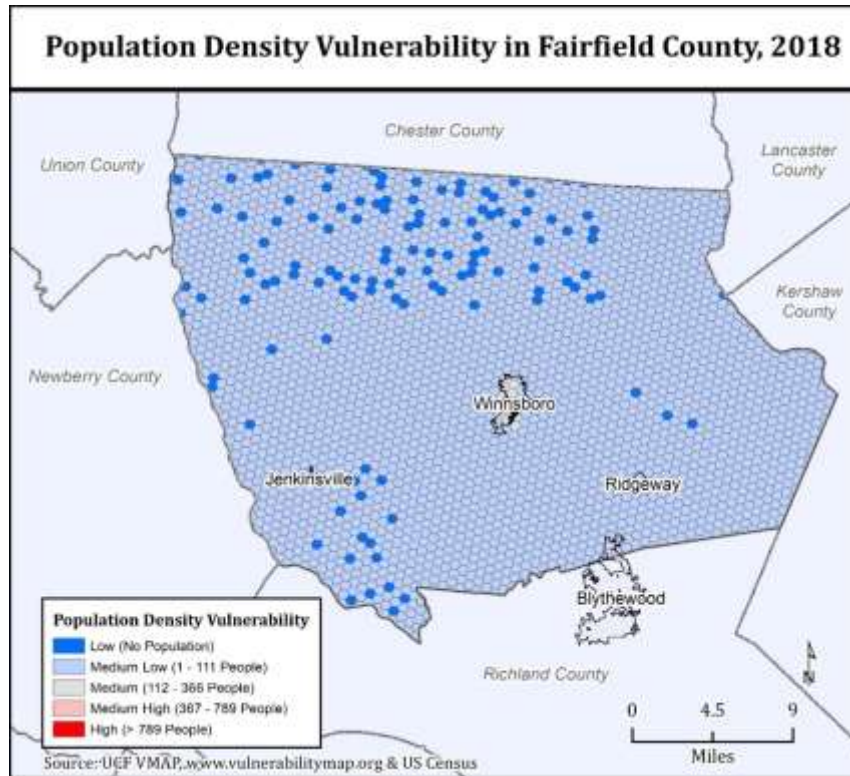 Population Density Vulnerability in Fairfield County, 2018
Chester County
Union County
Lancaster
County
Kershaw
County
Newberry County
Winnsboro
Jenkinsville
Ridgeway
Blythewood
Richland County
Population Density Vulnerability
Low (No Population)
Medium Low (1 - 111 People)
Medium (112 - 366 People)
Medium High (367 - 789 People)
High (> 789 People)
N
0 4.5 9
Miles
Source: UCF VMAP, www.vulnerabilitymap.org & US Census